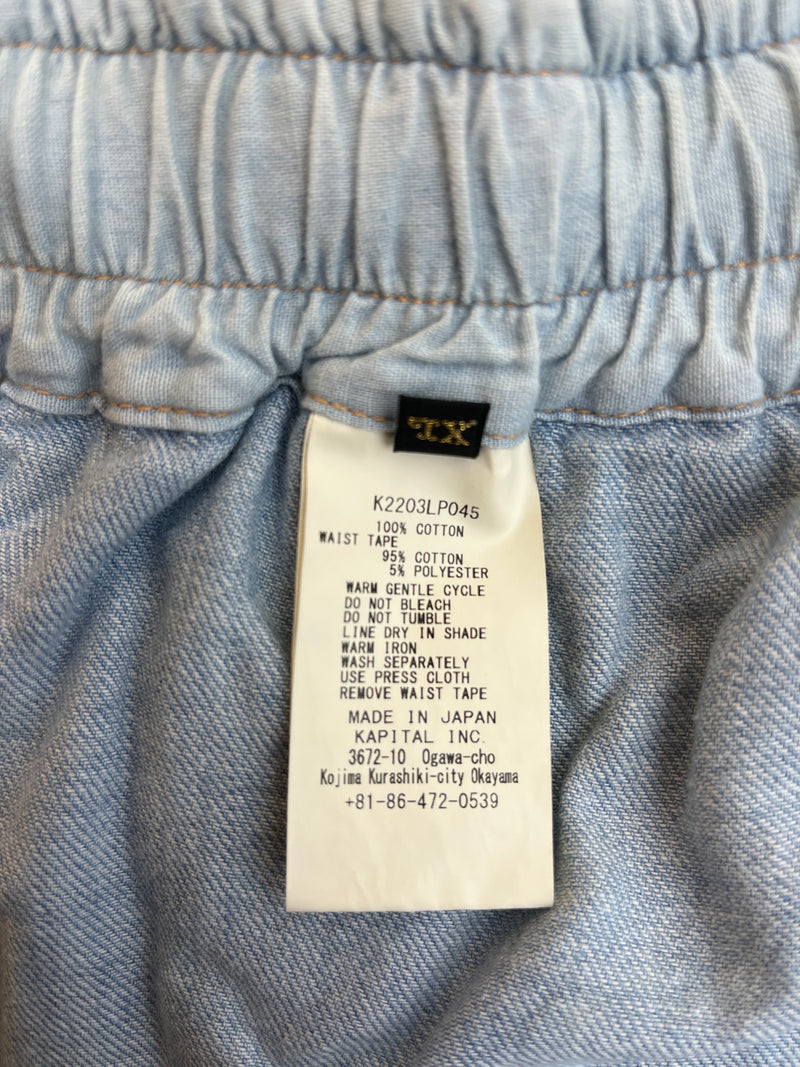 XL
K2203LP045
100% COTTON
WAIST TAPE
95% COTTON
5% POLYESTER
WARM GENTLE CYCLE
DO NOT BLEACH
DO NOT TUMBLE
LINE DRY IN SHADE
WARM IRON
WASH SEPARATELY
USE PRESS CLOTH
REMOVE WAIST TAPE
MADE IN JAPAN
KAPITAL INC.
3672-10 Ogawa-cho
Kojima Kurashiki-city Okayama
+81-86-472-0539